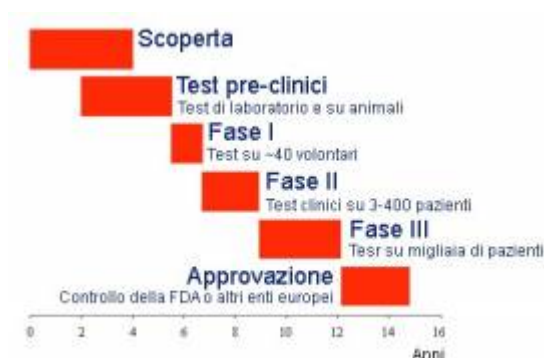 Scoperta
Test pre-clinici
Test di laboratorio e su animali
Fase I
Test su ~40 volontari
Fase II
Test clinici su 3-400 pazienti
Fase III
Tesr su migliaia di pazienti
Approvazione
Controllo della FDA o altri enti europei
0 2 4 6 8 10 12 14 16
Anni